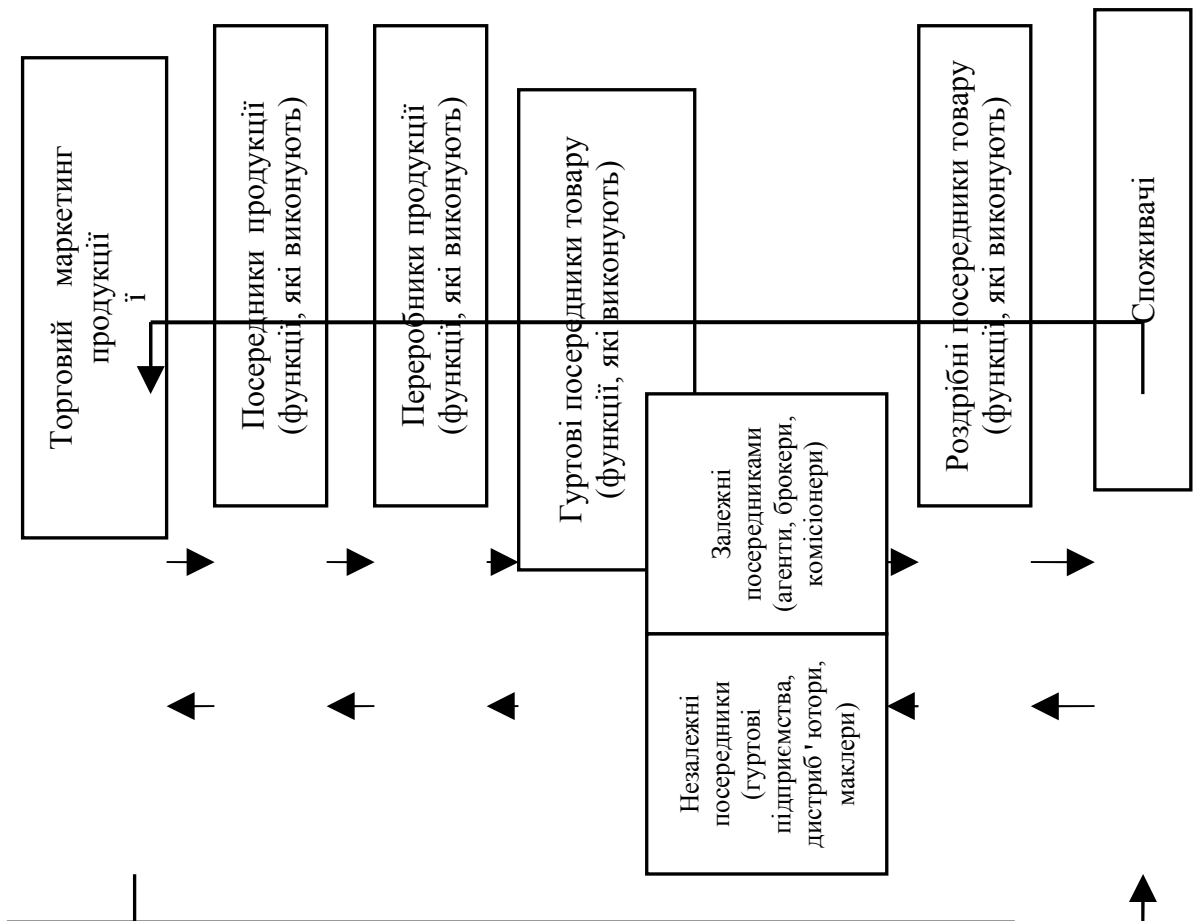 Торговий маркетинг
продукції
ї
Посередники продукції
(функції, які виконують)
Переробники продукції
(функції, які виконують)
Гуртові посередники товару
(функції, які виконують)
Незалежні
посередники
(гуртові
підприємства,
дистриб'ютори,
маклери)
Залежні
посередниками
(агенти, брокери,
комісіонери)
Роздрібні посередники товару
(функції, які виконують)
Споживачі